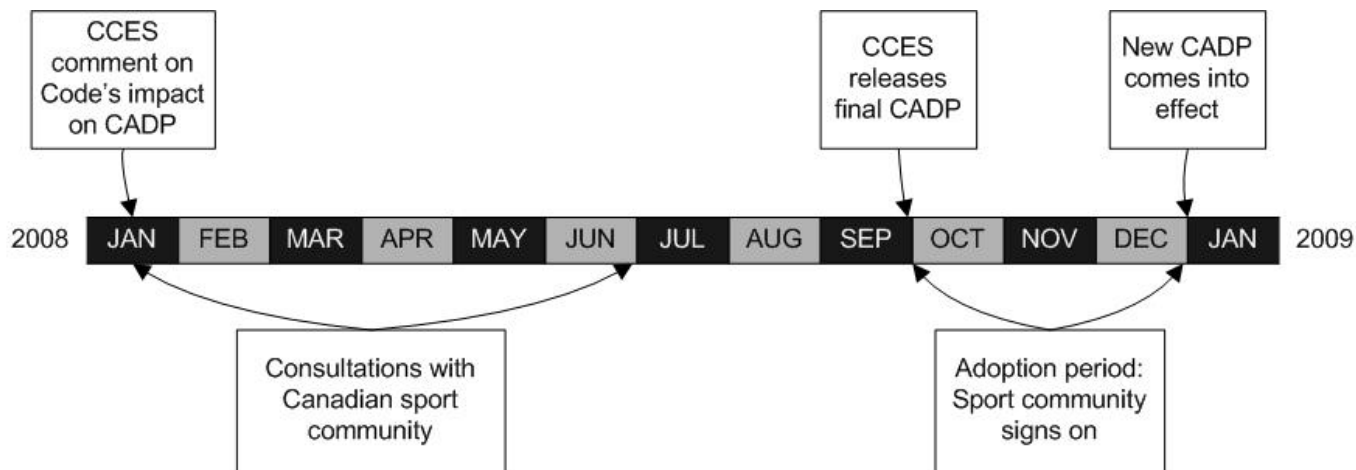 CCES
comment on
Code's impact
on CADP
CCES
releases
final CADP
New CADP
comes into
effect
2008 JAN FEB MAR APR MAY JUN JUL AUG SEP OCT NOV DEC JAN 2009
Consultations with
Canadian sport
community
Adoption period:
Sport community
signs on